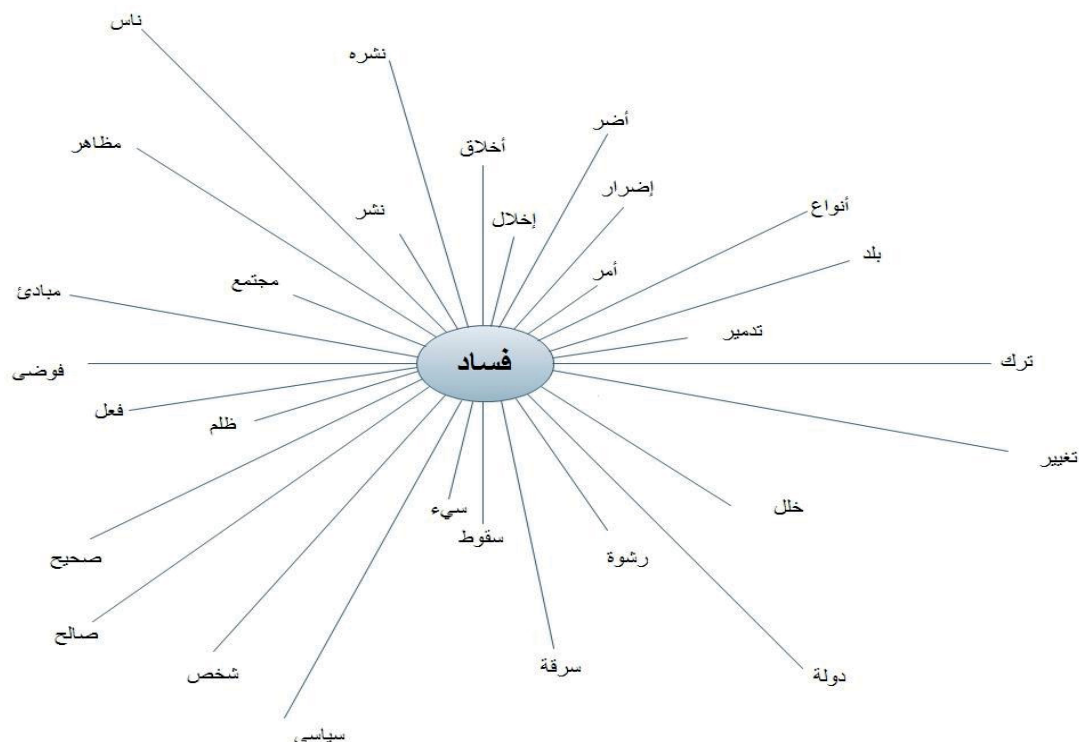 ناس
نشره
أضر
مظاهر
أخلاق
إضرار
أنواع
نشر
إخلال
بلد
أمر
مجتمع
مبادئ
تدمير
فساد
ترك
فوضى
فعل
ظلم
تغيير
سيء
خلل
سقوط
صحيح
رشوة
صالح
سرقة
شخص
دولة
سياسي